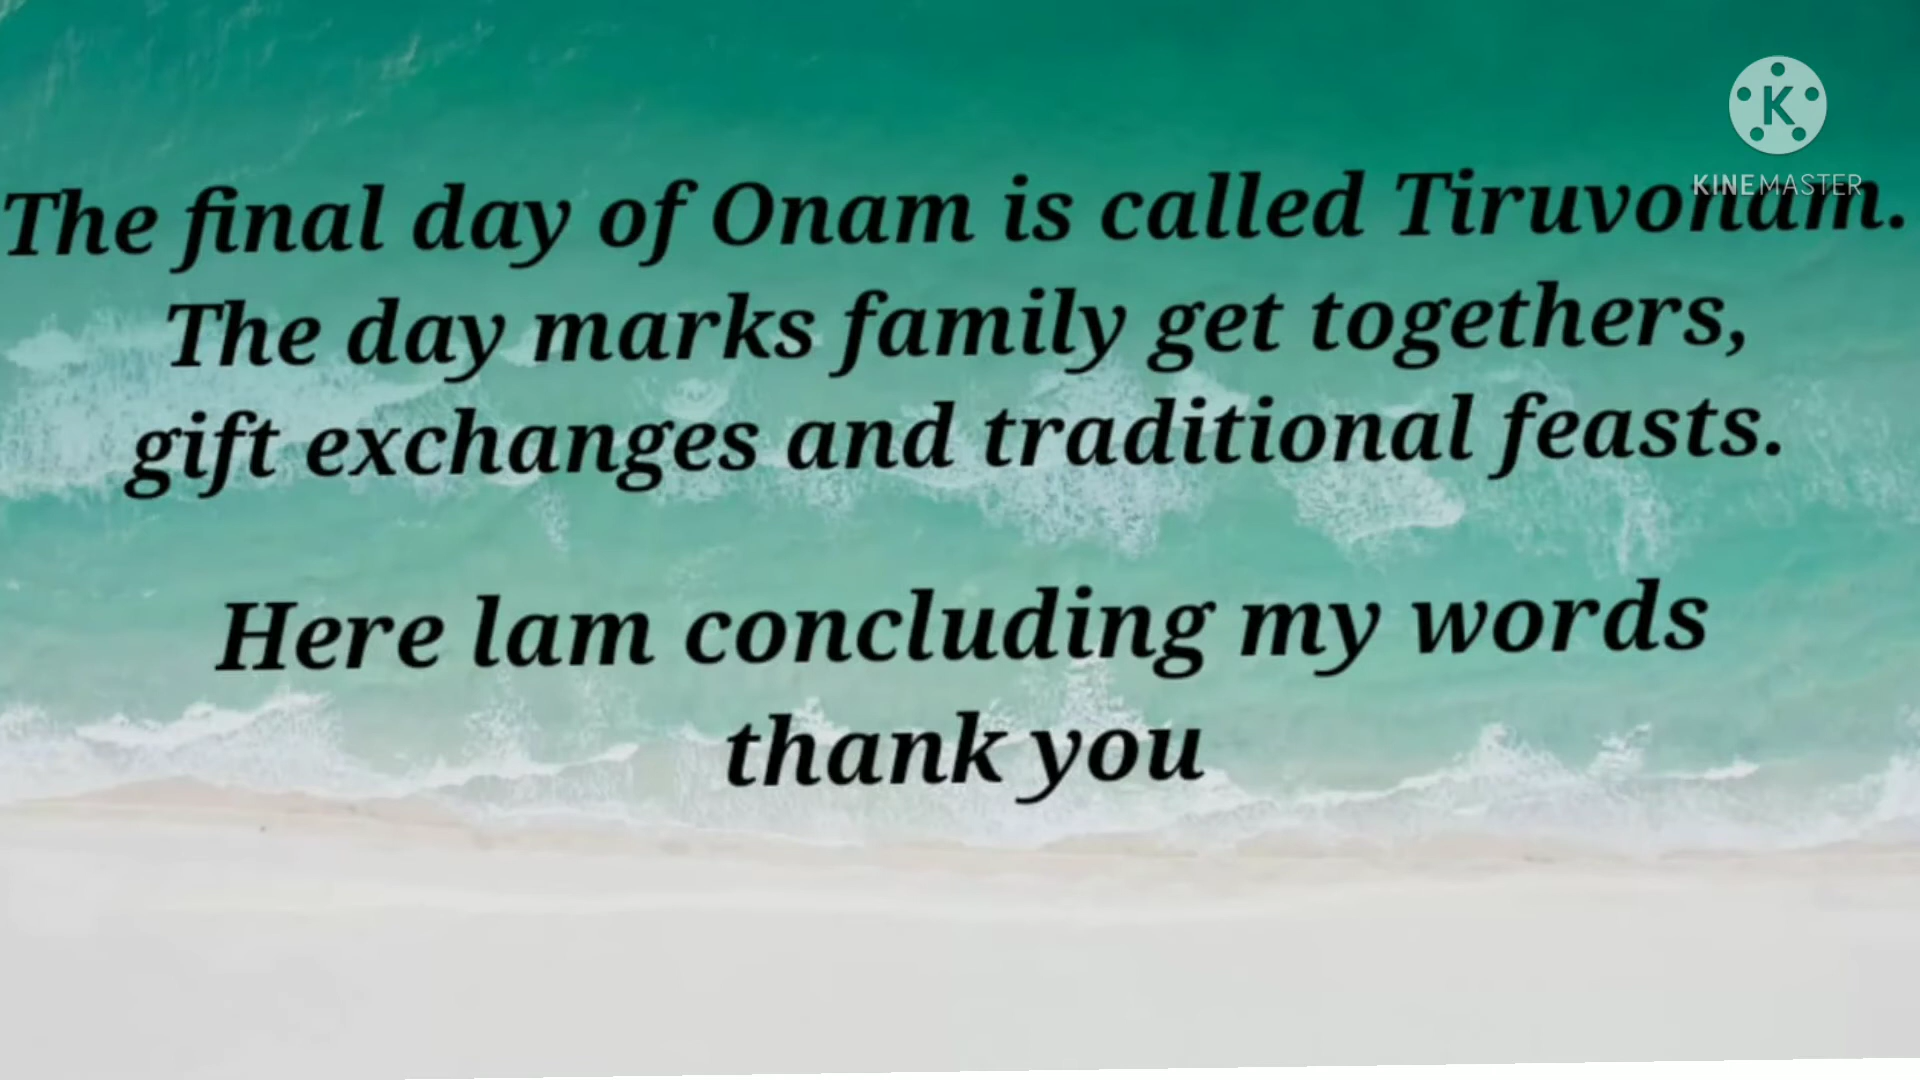 KINEMASTER
The final day of Onam is called Tiruvonam.
The day marks family get togethers,
gift exchanges and traditional feasts.
Here lam concluding my words
thank you